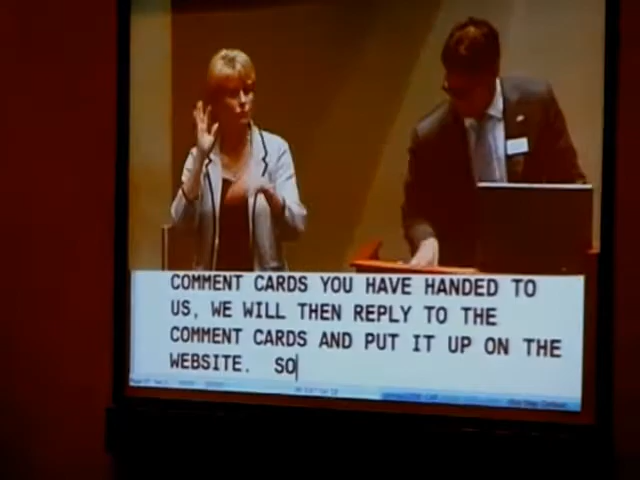 COMMENT CARDS YOU HAVE HANDED TO
US, WE WILL THEN REPLY TO THE
COMMENT CARDS AND PUT IT UP ON THE
WEBSITE. SO